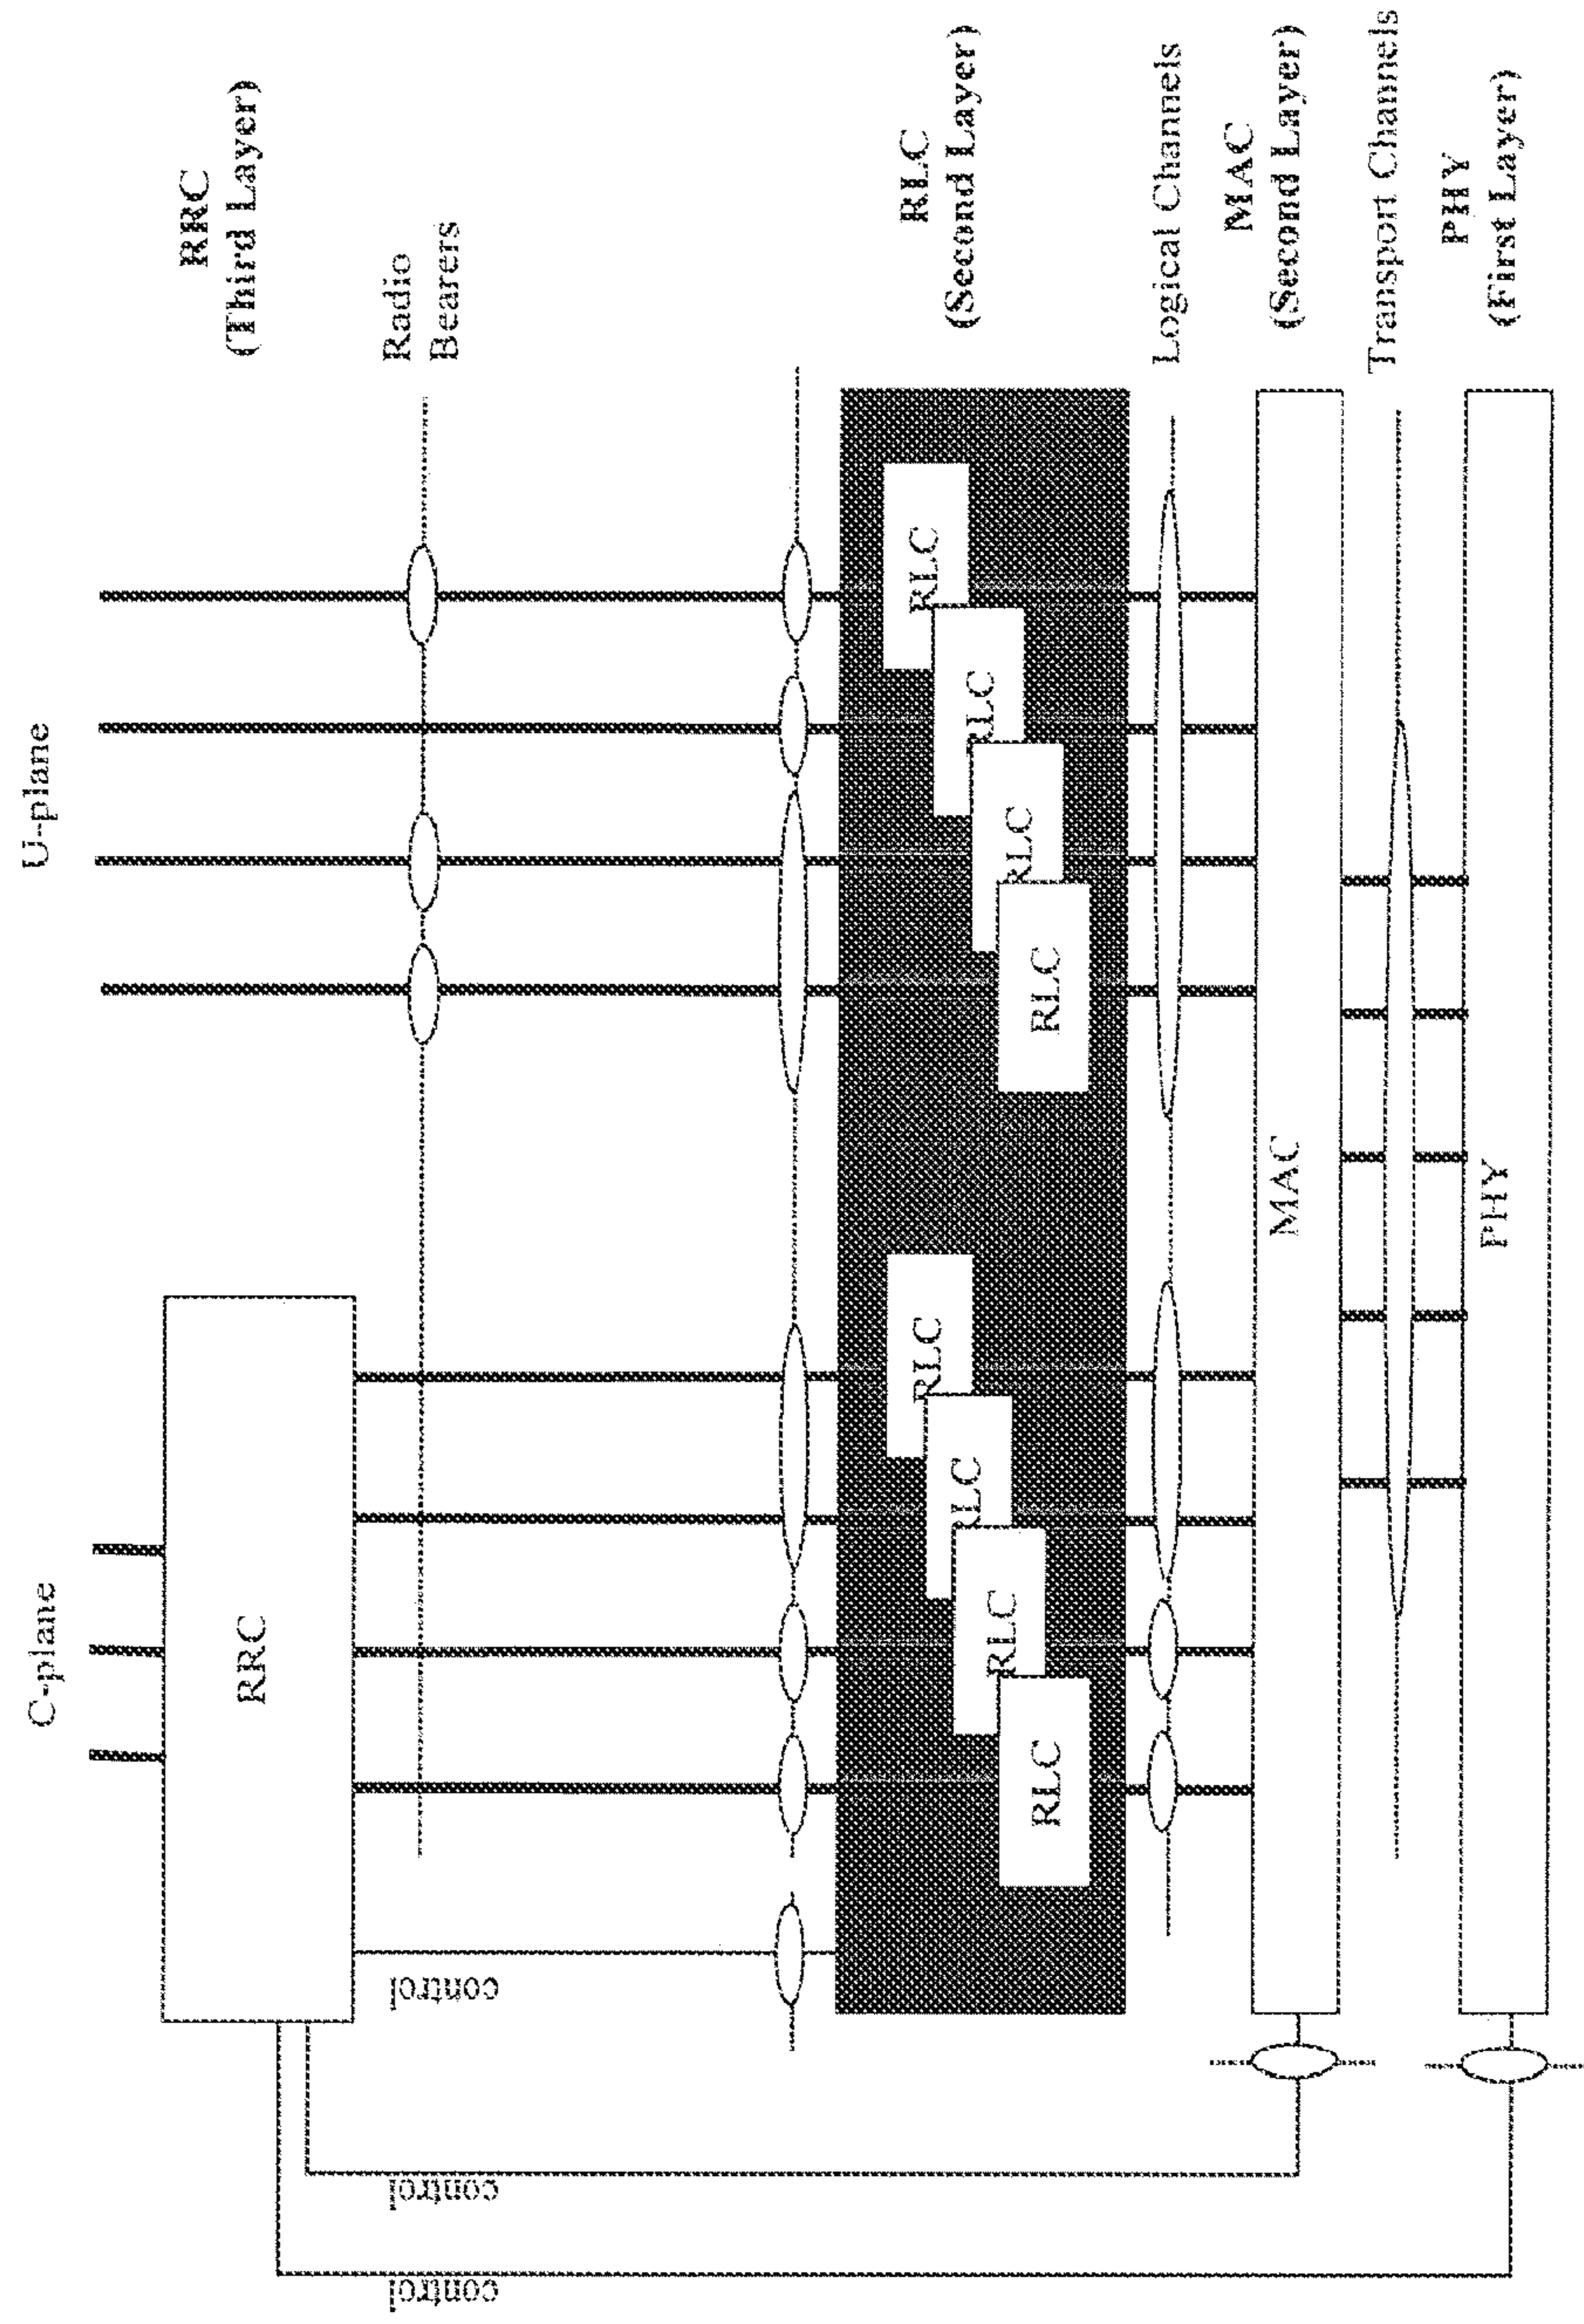 C-plane
U-plane
RRC
RRC
(Third Layer)
control
control
control
Radio
Bearers
RLC
RLC
RLC
RLC
RLC
RLC
RLC
RLC
RLC
(Second Layer)
Logical Channels
MAC
MAC
(Second Layer)
Transport Channels
PHY
PHY
(First Layer)